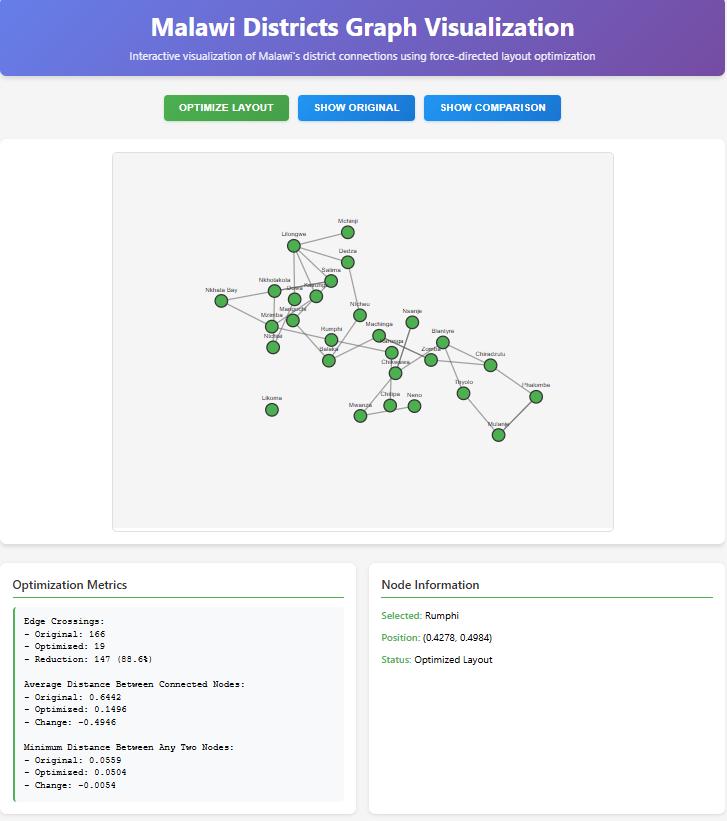 Malawi Districts Graph Visualization
Interactive visualization of Malawi's district connections using force-directed layout optimization
OPTIMIZE LAYOUT
SHOW ORIGINAL
SHOW COMPARISON
Mchinji
Lilongwe
Dedza
Salima
Nkhotakota
Nkhata Bay
Dowa
Mangochi
Ntcheu
Nsanje
Mzimba
Machinga
Rumphi
Blantyre
Karonga
Ntchisi
Balaka
Zomba
Chiradzulu
Chikwawa
Thyolo
Phalombe
Likoma
Chitipa
Neno
Mwanza
Mulanje
Optimization Metrics
Edge Crossings:
- Original: 166
- Optimized: 19
- Reduction: 147 (88.6%)
Average Distance Between Connected Nodes:
- Original: 0.6442
- Optimized: 0.1496
- Change: -0.4946
Minimum Distance Between Any Two Nodes:
- Original: 0.0559
- Optimized: 0.0504
- Change: -0.0054
Node Information
Selected: Rumphi
Position: (0.4278, 0.4984)
Status: Optimized Layout